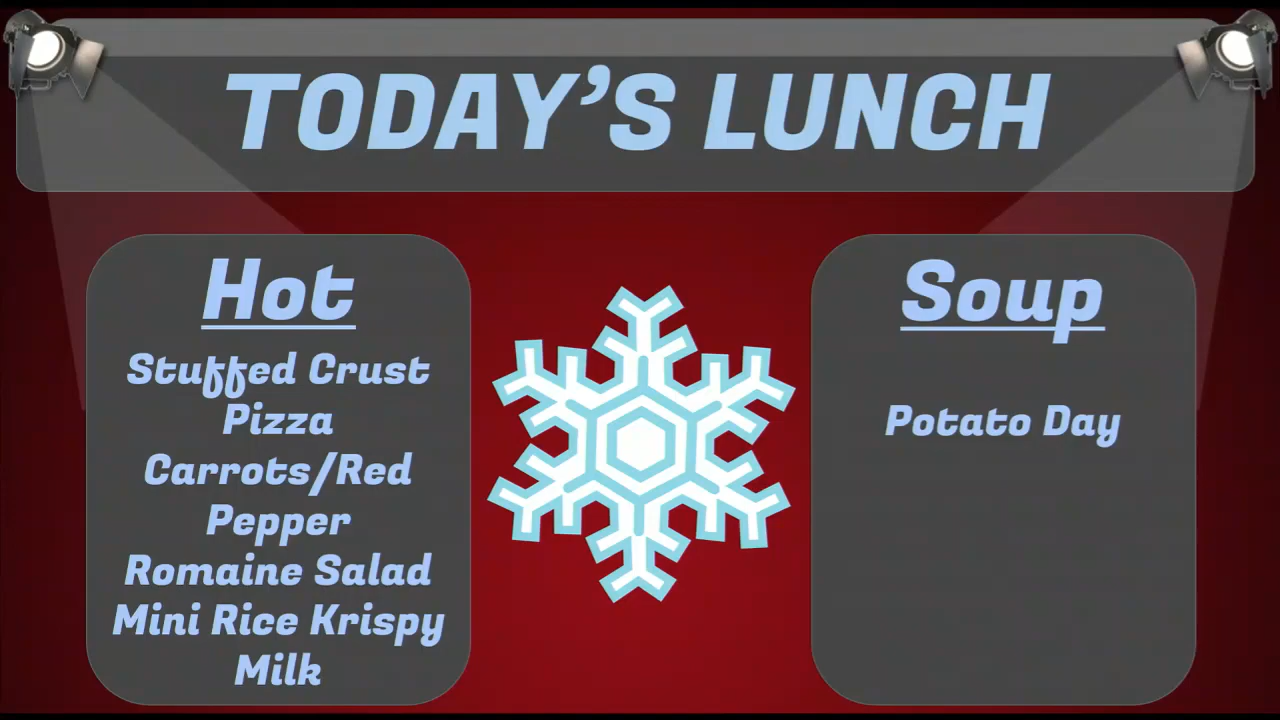 TODAY’S LUNCH
Hot
Stuffed Crust
Pizza
Carrots/Red
Pepper
Romaine Salad
Mini Rice Krispy
Milk
Soup
Potato Day